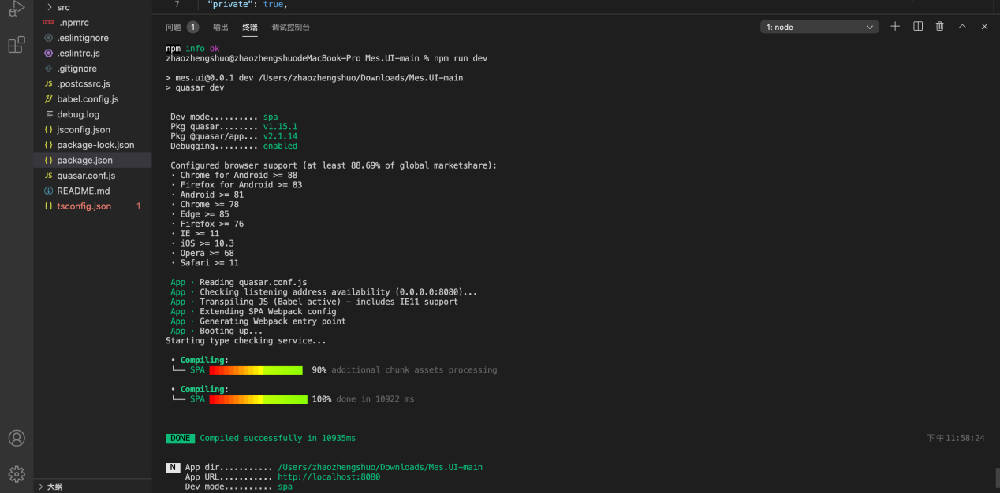 src
.npmrc
.eslintignore
.eslintrc.js
.gitignore
JS .postcssrc.js
babel.config.js
debug.log
{} jsconfig.json
{} package-lock.json
{} package.json
JS quasar.conf.js
README.md
{} tsconfig.json 1
大纲
7 "private": true,
问题 1 输出 终端 调试控制台 1: node
npm info ok
zhaozhengshuo@zhaozhengshuodeMacBook-Pro Mes.UI-main % npm run dev
> mes.ui@0.0.1 dev /Users/zhaozhengshuo/Downloads/Mes.UI-main
> quasar dev
Dev mode.......... spa
Pkg quasar........ v1.15.1
Pkg @quasar/app... v2.1.14
Debugging......... enabled
Configured browser support (at least 88.69% of global marketshare):
· Chrome for Android >= 88
· Firefox for Android >= 83
· Android >= 81
· Chrome >= 78
· Edge >= 85
· Firefox >= 76
· IE >= 11
· iOS >= 10.3
· Opera >= 68
· Safari >= 11
App · Reading quasar.conf.js
App · Checking listening address availability (0.0.0.0:8080)...
App · Transpiling JS (Babel active) - includes IE11 support
App · Extending SPA Webpack config
App · Generating Webpack entry point
App · Booting up...
Starting type checking service...
• Compiling:
└── SPA 90% additional chunk assets processing
• Compiling:
└── SPA 100% done in 10922 ms
DONE Compiled successfully in 10935ms 下午11:58:24
N App dir........... /Users/zhaozhengshuo/Downloads/Mes.UI-main
App URL........... http://localhost:8080
Dev mode.......... spa